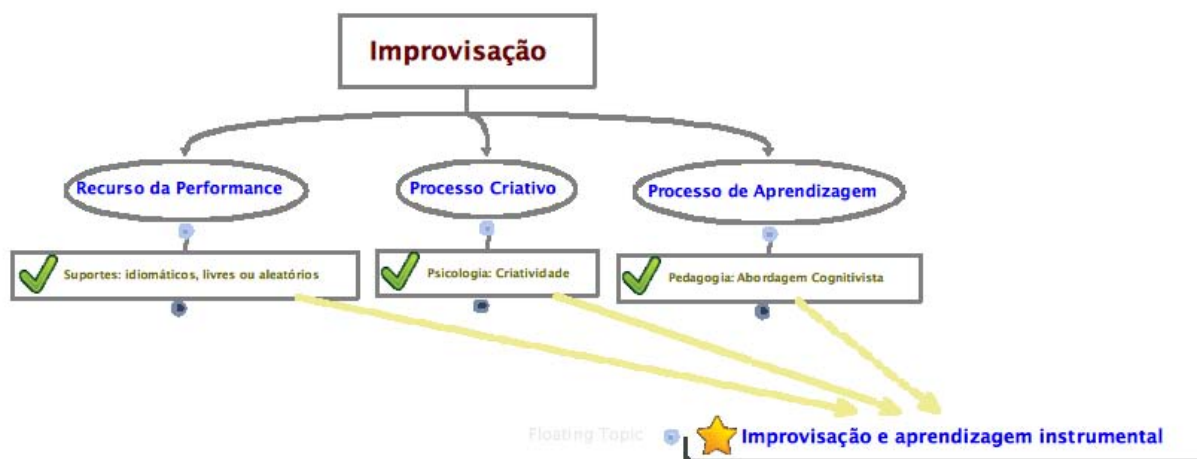 Improvisação
Recurso da Performance
Processo Criativo
Processo de Aprendizagem
Suportes: idiomáticos, livres ou aleatórios
Psicologia: Criatividade
Pedagogia: Abordagem Cognitivista
Floating Topic
Improvisação e aprendizagem instrumental